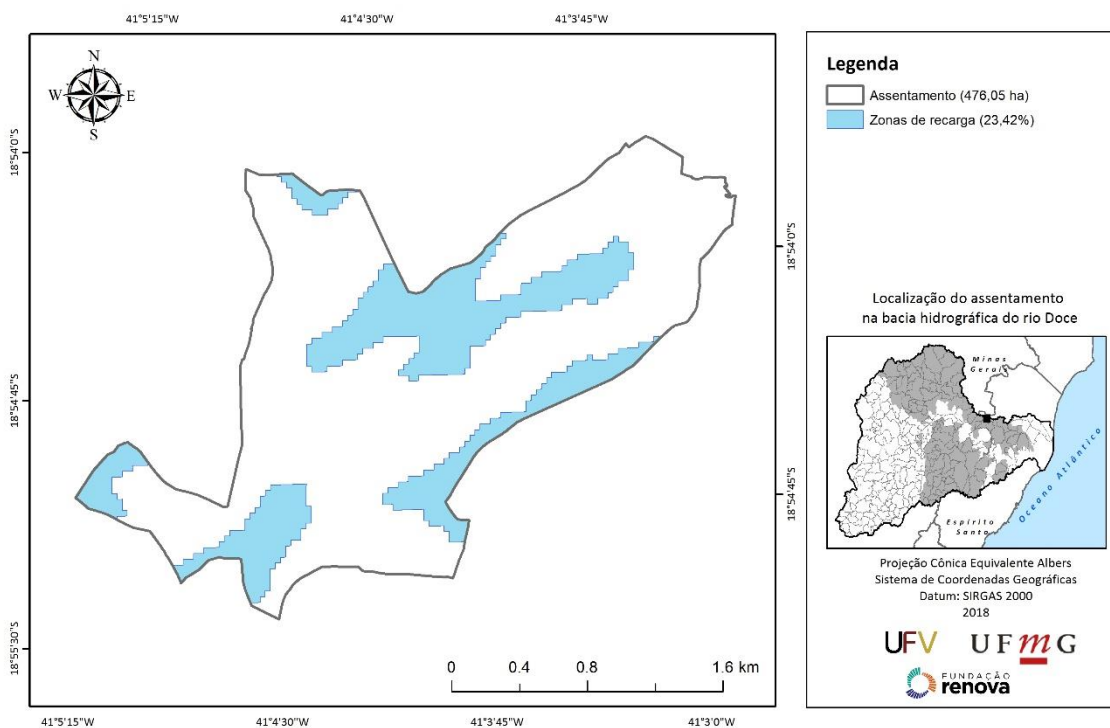 41°5'15"W
41°4'30"W
41°3'45"W
N
W
E
S
18°54'0"S
18°54'45"S
18°55'30"S
18°54'0"S
18°54'45"S
0
0.4
0.8
1.6 km
41°5'15"W
41°4'30"W
41°3'45"W
41°3'0"W
Legenda
Assentamento (476,05 ha)
Zonas de recarga (23,42%)
Localização do assentamento
na bacia hidrográfica do rio Doce
Minas
Gerais
Oceano Atlântico
Espírito
Santo
Projeção Cônica Equivalente Albers
Sistema de Coordenadas Geográficas
Datum: SIRGAS 2000
2018
UFV
UFmG
FUNDAÇÃO
renova